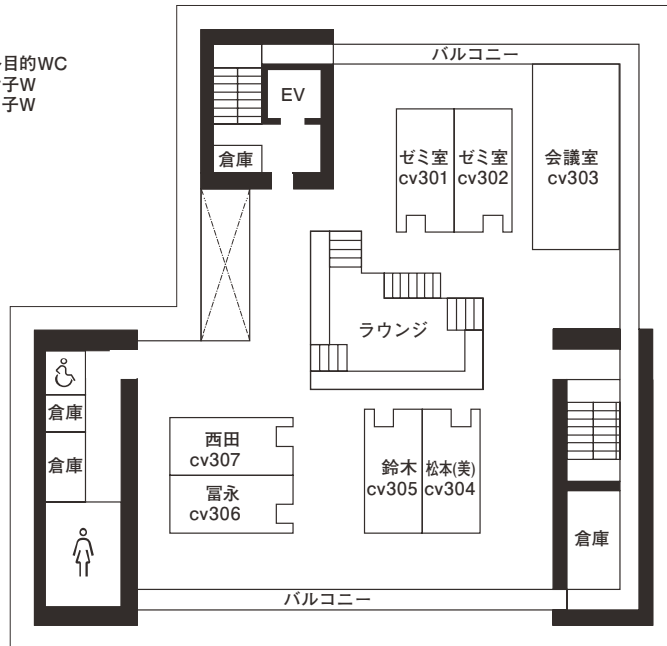 目的WC
子W
子W
バルコニー
EV
倉庫
ゼミ室
cv301
ゼミ室
cv302
会議室
cv303
ラウンジ
倉庫
倉庫
西田
cv307
冨永
cv306
鈴木
cv305
松本(美)
cv304
倉庫
バルコニー